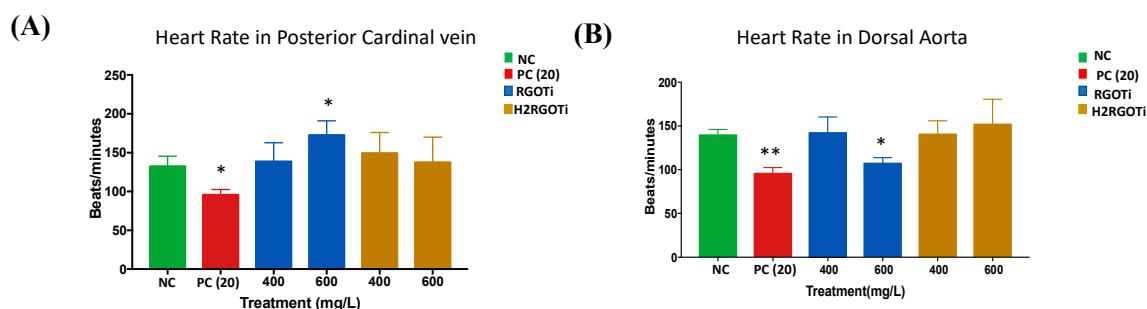 (A)
Heart Rate in Posterior Cardinal vein
NC
PC (20)
RGOTi
H2RGOTi
Beats/minutes
250
200
150
100
50
0
*
*
NC PC (20) 400 600 400 600
Treatment (mg/L)
(B)
Heart Rate in Dorsal Aorta
NC
PC (20)
RGOTi
H2RGOTi
Beats/minutes
200
150
100
50
0
**
*
NC PC (20) 400 600 400 600
Treatment(mg/L)